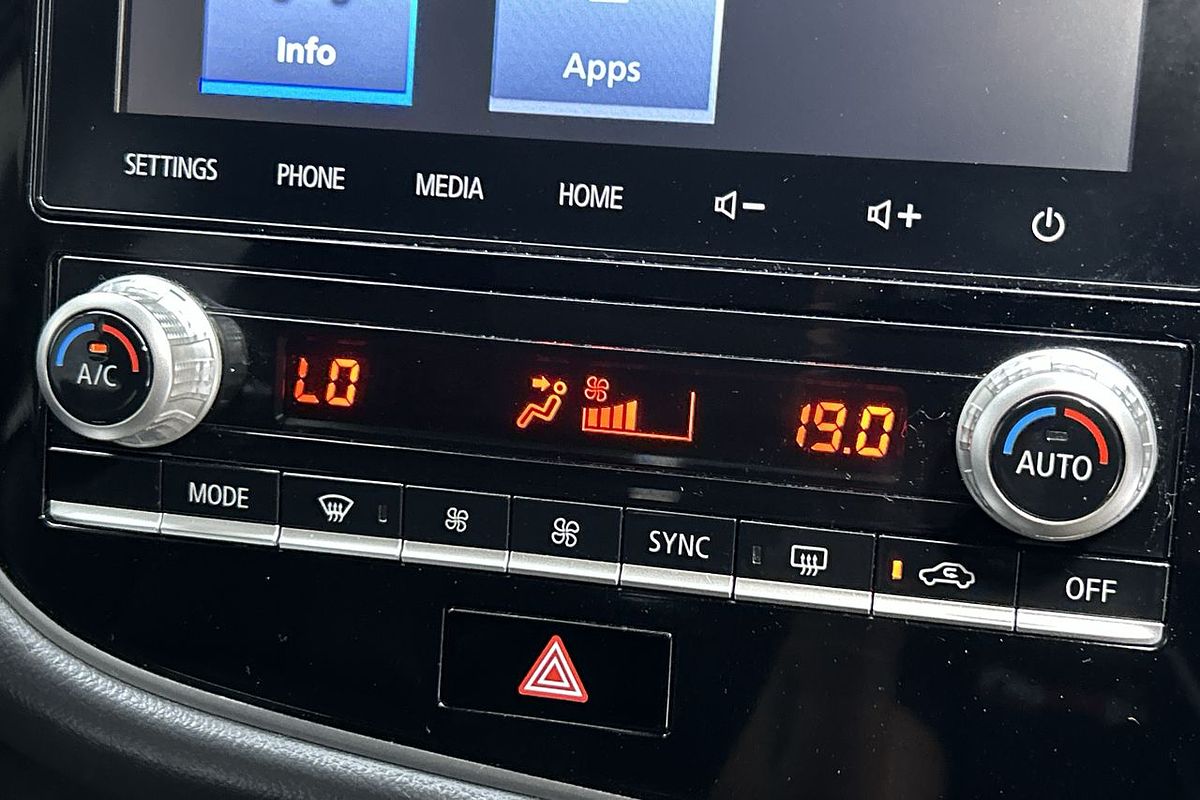 Info
Apps
SETTINGS PHONE MEDIA HOME
A/C
LO
19.0
AUTO
MODE
SYNC
OFF